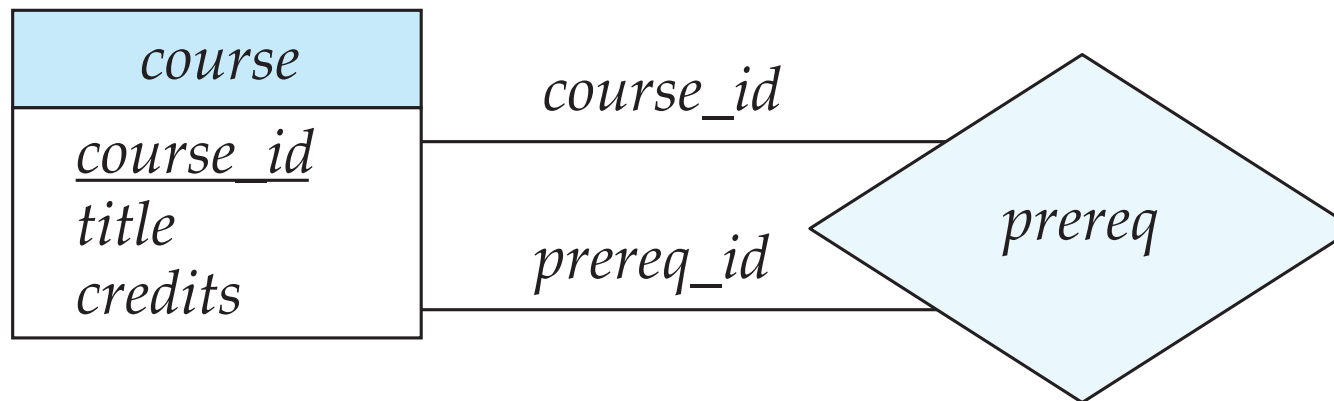 course
course_id
title
credits
course_id
prereq_id
prereq